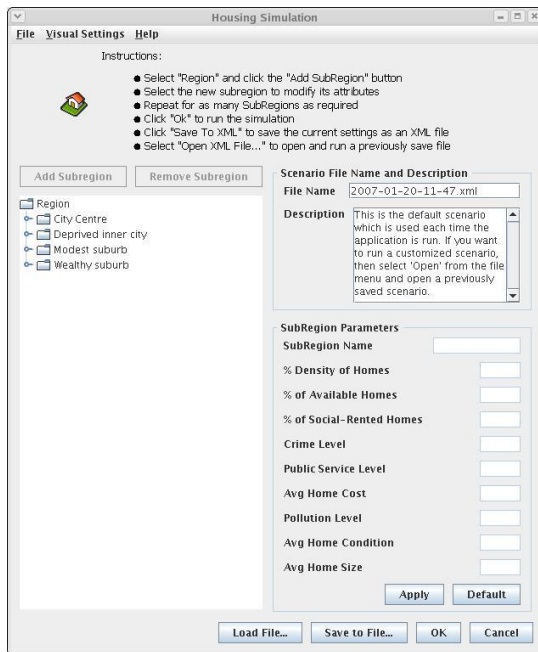 Housing Simulation
File Visual Settings Help
Instructions:
● Select "Region" and click the "Add SubRegion" button
● Select the new subregion to modify its attributes
● Repeat for as many SubRegions as required
● Click "Ok" to run the simulation
● Click "Save To XML" to save the current settings as an XML file
● Select "Open XML File..." to open and run a previously save file
Add Subregion Remove Subregion
Region
City Centre
Deprived inner city
Modest suburb
Wealthy suburb
Scenario File Name and Description
File Name 2007-01-20-11-47.xml
Description This is the default scenario
which is used each time the
application is run. If you want
to run a customized scenario,
then select 'Open' from the file
menu and open a previously
saved scenario.
SubRegion Parameters
SubRegion Name
% Density of Homes
% of Available Homes
% of Social-Rented Homes
Crime Level
Public Service Level
Avg Home Cost
Pollution Level
Avg Home Condition
Avg Home Size
Apply Default
Load File... Save to File... OK Cancel